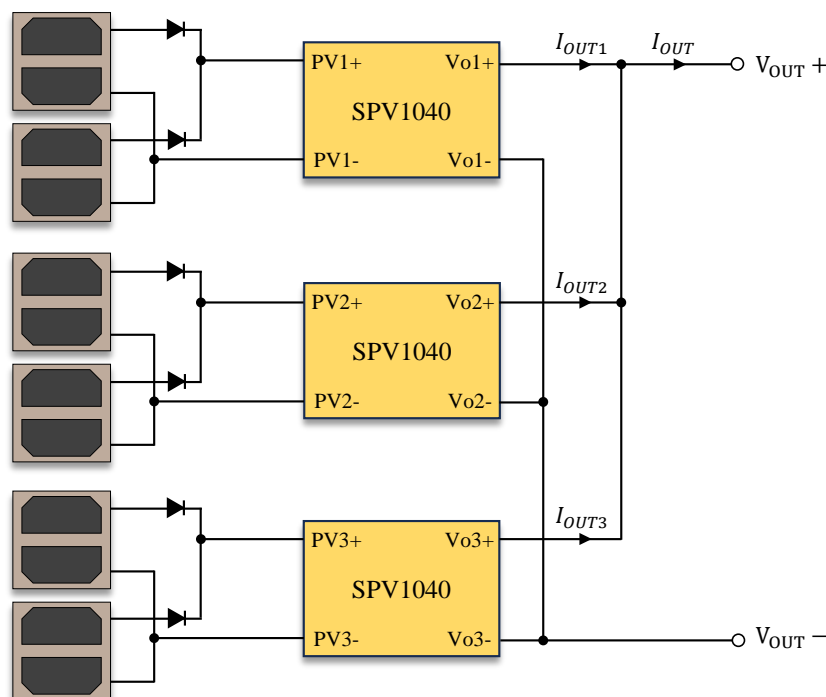 I_OUT1 I_OUT
PV1+ Vo1+ V_OUT +
SPV1040
PV1- Vo1-
I_OUT2
PV2+ Vo2+
SPV1040
PV2- Vo2-
I_OUT3
PV3+ Vo3+
SPV1040
PV3- Vo3- V_OUT −